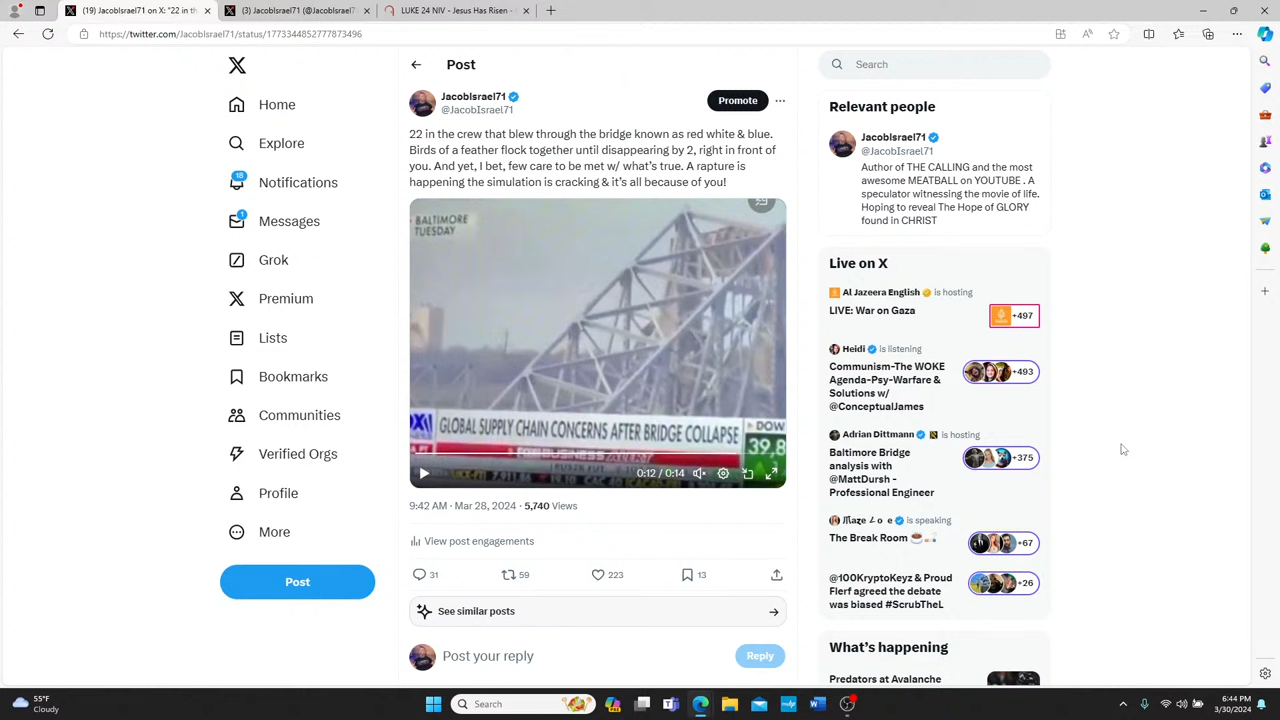 (19) JacobIsrael71 on X: "22 in th
(3) JacobIsrael71 (@JacobIsrael7
LUKE 24 NIV - Jesus Has Risen -
https://twitter.com/JacobIsrael71/status/1773344852777873496
Post
Search
Home
Explore
18
Notifications
1
Messages
Grok
Premium
Lists
Bookmarks
Communities
Verified Orgs
Profile
More
Post
JacobIsrael71
@JacobIsrael71
Promote
22 in the crew that blew through the bridge known as red white & blue.
Birds of a feather flock together until disappearing by 2, right in front of
you. And yet, I bet, few care to be met w/ what's true. A rapture is
happening the simulation is cracking & it's all because of you!
BALTIMORE
TUESDAY
GLOBAL SUPPLY CHAIN CONCERNS AFTER BRIDGE COLLAPSE
DOW
39,8
0:12 / 0:14
9:42 AM · Mar 28, 2024 · 5,740 Views
View post engagements
31
59
223
13
See similar posts
Post your reply
Reply
Relevant people
JacobIsrael71
@JacobIsrael71
Author of THE CALLING and the most
awesome MEATBALL on YOUTUBE . A
speculator witnessing the movie of life.
Hoping to reveal The Hope of GLORY
found in CHRIST
Live on X
Al Jazeera English is hosting
LIVE: War on Gaza
+497
Heidi is listening
Communism-The WOKE
Agenda-Psy-Warfare &
Solutions w/
@ConceptualJames
+493
Adrian Dittmann is hosting
Baltimore Bridge
analysis with
@MattDursh -
Professional Engineer
+375
is speaking
The Break Room
+67
@100KryptoKeyz & Proud
Flerf agreed the debate
was biased #ScrubTheL
+26
What's happening
Predators at Avalanche
55°F
Cloudy
Search
6:44 PM
3/30/2024